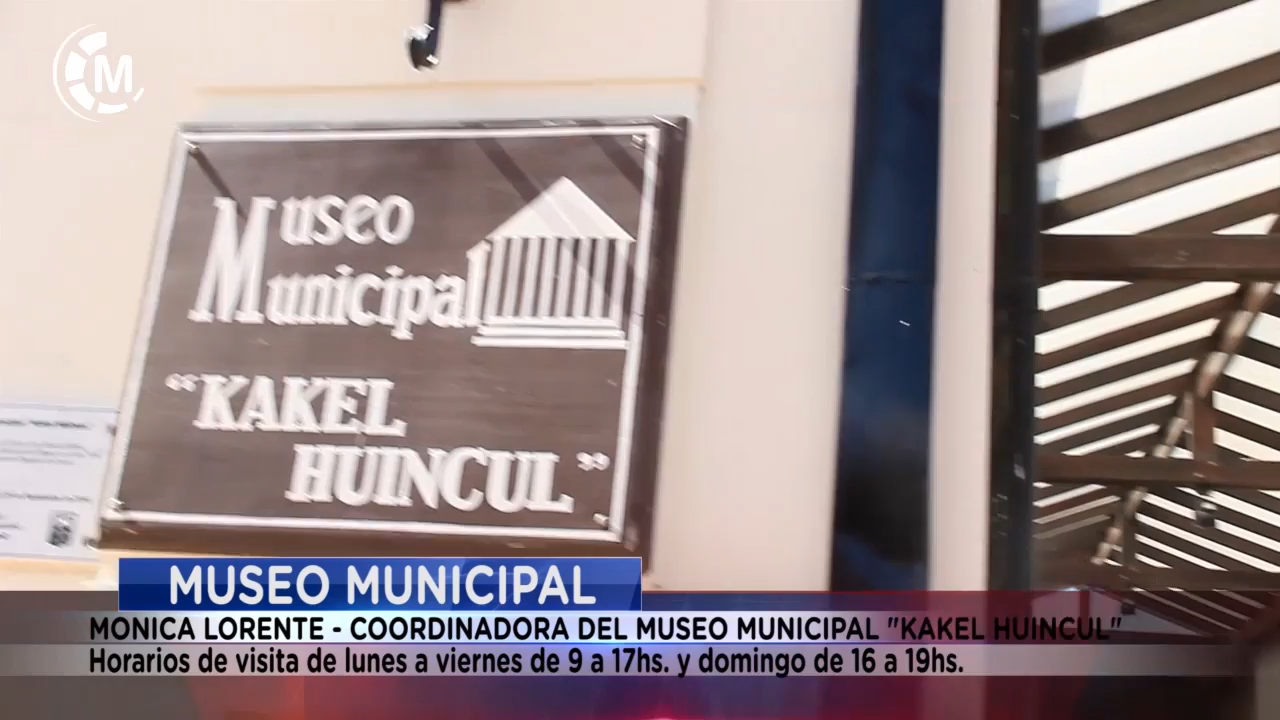 M
Museo
Municipal
"KAKEL
HUINCUL"
MUSEO MUNICIPAL
MONICA LORENTE - COORDINADORA DEL MUSEO MUNICIPAL "KAKEL HUINCUL"
Horarios de visita de lunes a viernes de 9 a 17hs. y domingo de 16 a 19hs.